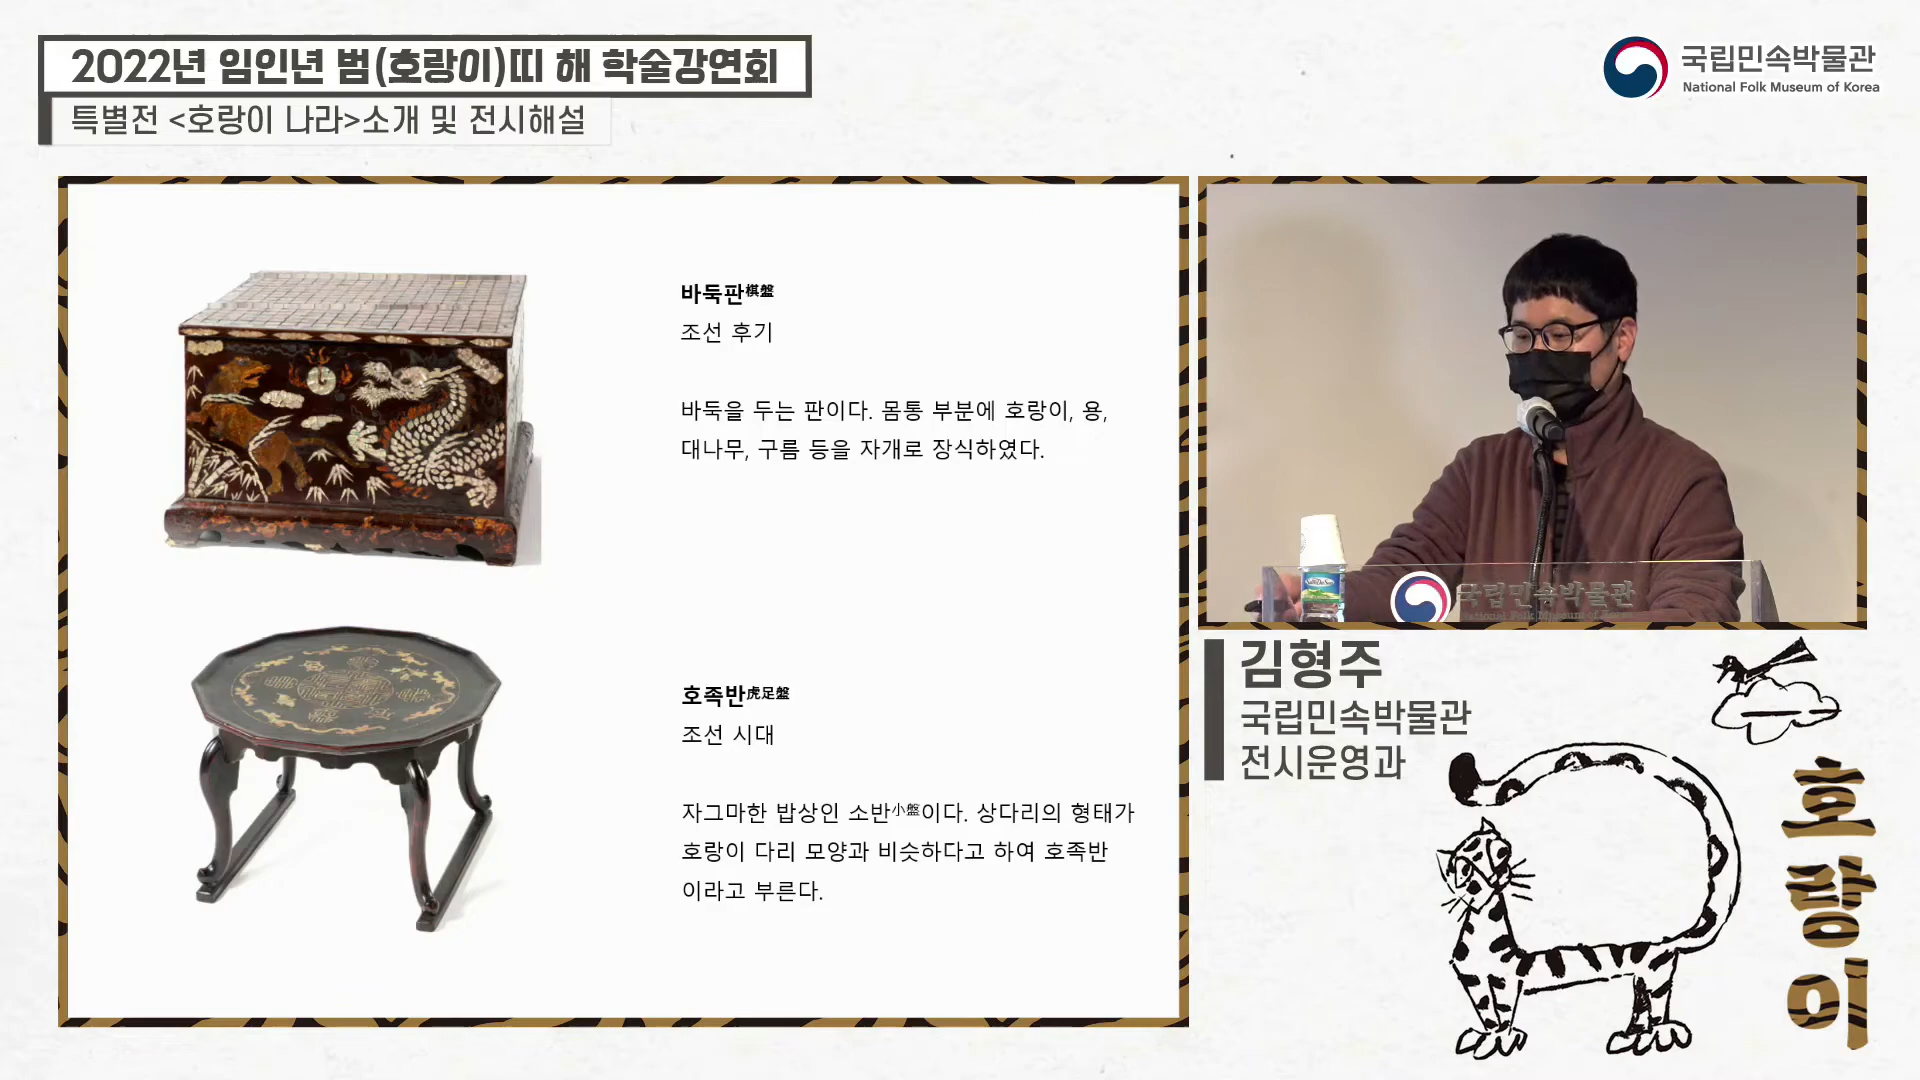 2022년 임인년 범(호랑이)띠 해 학술강연회
특별전 <호랑이 나라>소개 및 전시해설
국립민속박물관
National Folk Museum of Korea
바둑판棋盤
조선 후기
바둑을 두는 판이다. 몸통 부분에 호랑이, 용,
대나무, 구름 등을 자개로 장식하였다.
호족반虎足盤
조선 시대
자그마한 밥상인 소반小盤이다. 상다리의 형태가
호랑이 다리 모양과 비슷하다고 하여 호족반
이라고 부른다.
국립민속박물관
National Folk Museum of Korea
김형주
국립민속박물관
전시운영과
호랑이